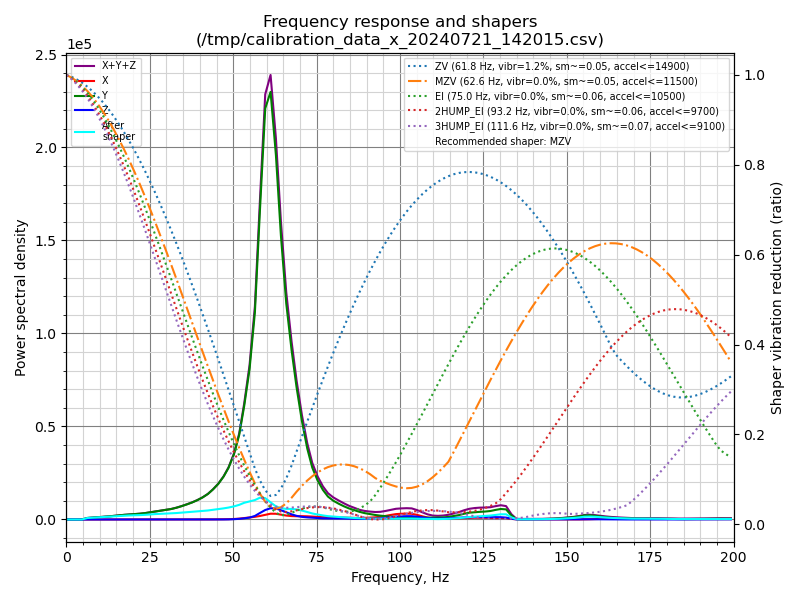 Frequency response and shapers
(/tmp/calibration_data_x_20240721_142015.csv)
1e5
2.5
2.0
1.5
1.0
0.5
0.0
Power spectral density
X+Y+Z
X
Y
Z
After
shaper
ZV (61.8 Hz, vibr=1.2%, sm~=0.05, accel<=14900)
MZV (62.6 Hz, vibr=0.0%, sm~=0.05, accel<=11500)
EI (75.0 Hz, vibr=0.0%, sm~=0.06, accel<=10500)
2HUMP_EI (93.2 Hz, vibr=0.0%, sm~=0.06, accel<=9700)
3HUMP_EI (111.6 Hz, vibr=0.0%, sm~=0.07, accel<=9100)
Recommended shaper: MZV
1.0
0.8
0.6
0.4
0.2
0.0
Shaper vibration reduction (ratio)
0 25 50 75 100 125 150 175 200
Frequency, Hz